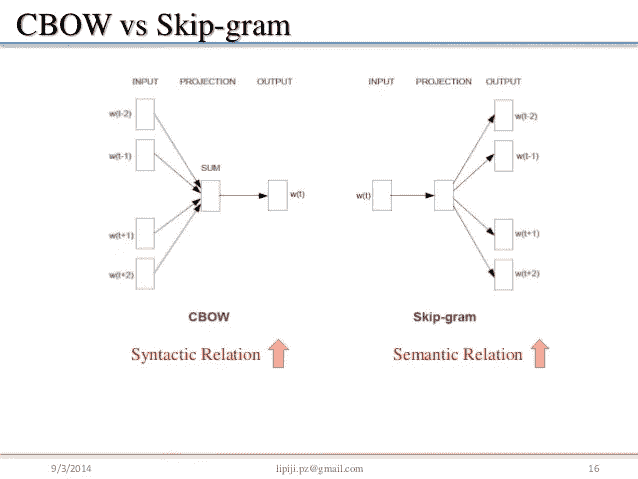 CBOW vs Skip-gram
INPUT PROJECTION OUTPUT
w(t-2)
w(t-1)
SUM
w(t)
w(t+1)
w(t+2)
CBOW
Syntactic Relation
INPUT PROJECTION OUTPUT
w(t-2)
w(t-1)
w(t)
w(t+1)
w(t+2)
Skip-gram
Semantic Relation
9/3/2014 lipiji.pz@gmail.com 16